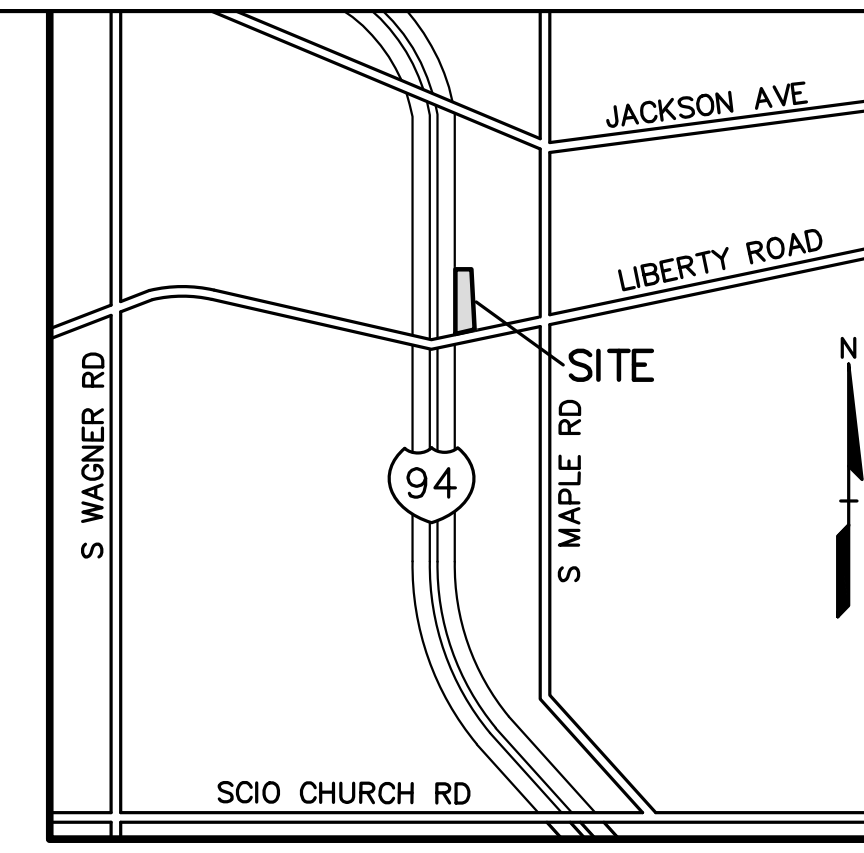 JACKSON AVE
LIBERTY ROAD
N
SITE
S WAGNER RD
S MAPLE RD
94
SCIO CHURCH RD